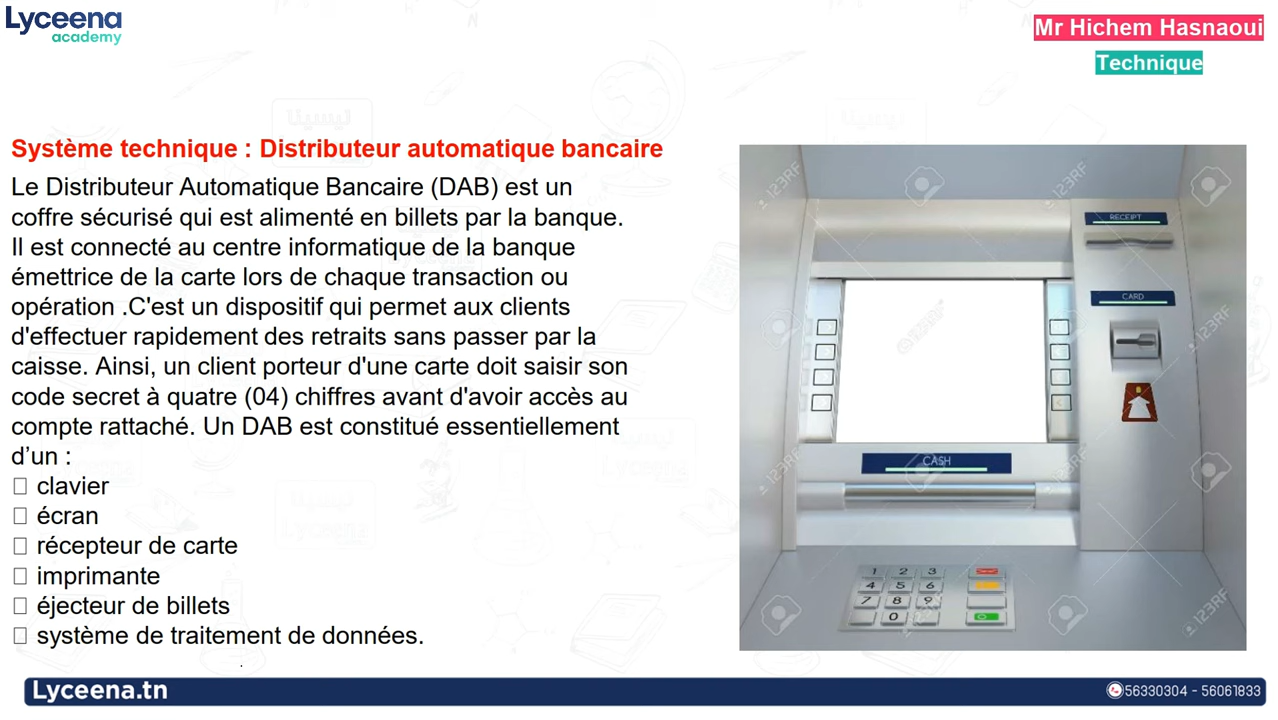 Lyceena
academy
Mr Hichem Hasnaoui
Technique
Système technique : Distributeur automatique bancaire
Le Distributeur Automatique Bancaire (DAB) est un
coffre sécurisé qui est alimenté en billets par la banque.
Il est connecté au centre informatique de la banque
émettrice de la carte lors de chaque transaction ou
opération .C'est un dispositif qui permet aux clients
d'effectuer rapidement des retraits sans passer par la
caisse. Ainsi, un client porteur d'une carte doit saisir son
code secret à quatre (04) chiffres avant d'avoir accès au
compte rattaché. Un DAB est constitué essentiellement
d’un :
clavier
écran
récepteur de carte
imprimante
éjecteur de billets
système de traitement de données.
RECEIPT
CARD
CASH
1 2 3
4 5 6
7 8 9
0
123RF
Lyceena.tn
56330304 - 56061833